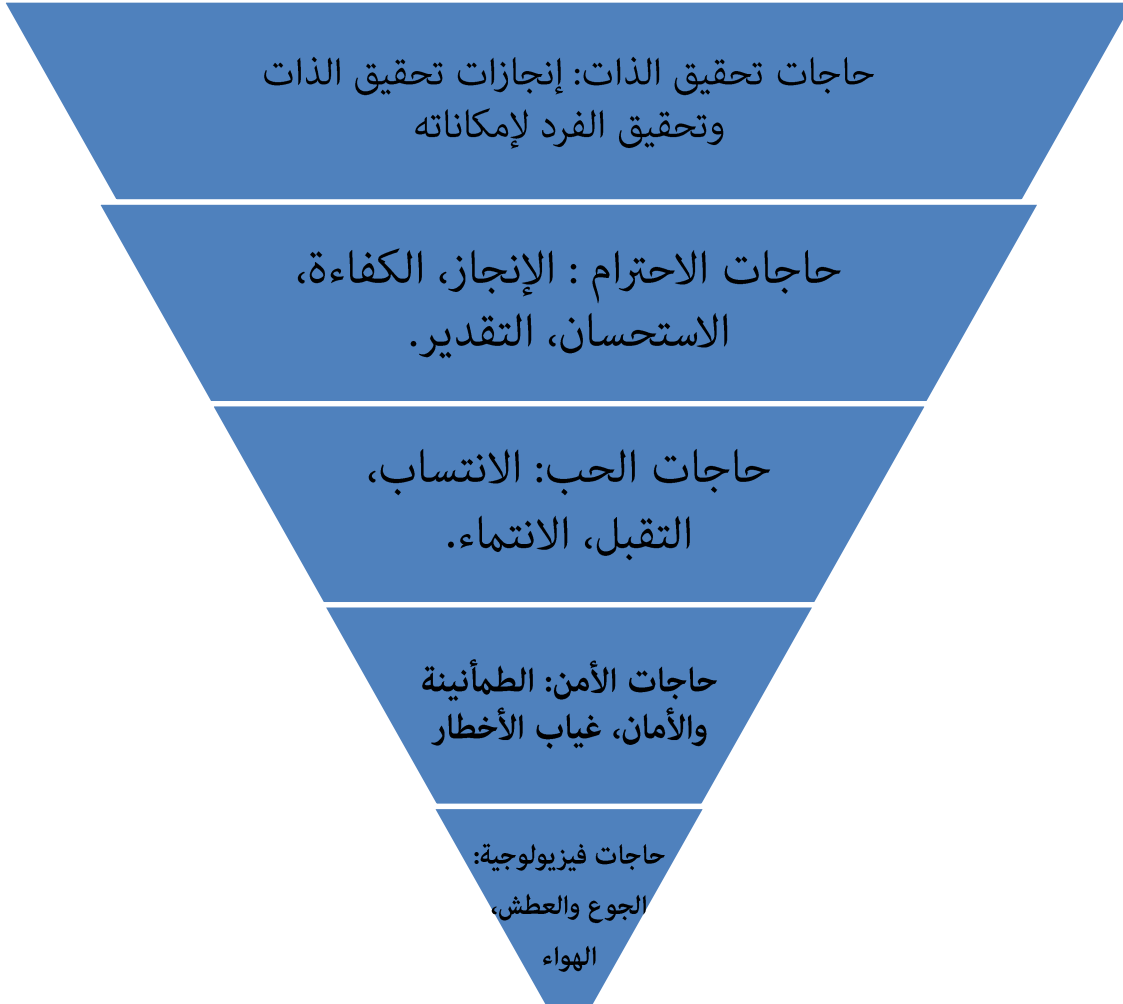 حاجات تحقيق الذات: إنجازات تحقيق الذات
وتحقيق الفرد لإمكاناته
حاجات الاحترام : الإنجاز، الكفاءة،
الاستحسان، التقدير.
حاجات الحب: الانتساب،
التقبل، الانتماء.
حاجات الأمن: الطمأنينة
والأمان، غياب الأخطار
حاجات فيزيولوجية:
الجوع والعطش،
الهواء